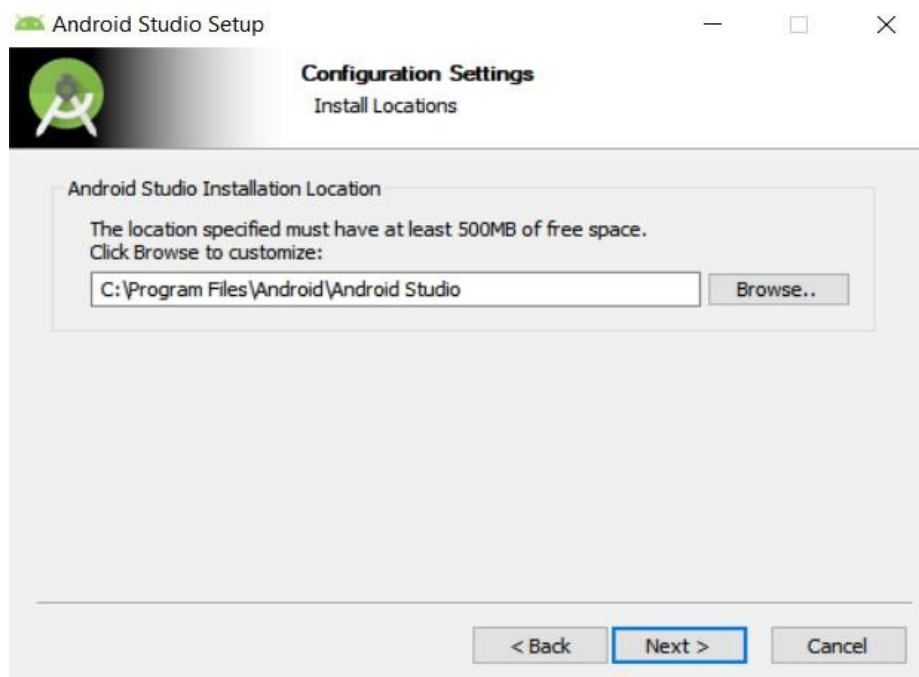 Android Studio Setup
Configuration Settings
Install Locations
Android Studio Installation Location
The location specified must have at least 500MB of free space.
Click Browse to customize:
C:\Program Files\Android\Android Studio
Browse..
< Back
Next >
Cancel